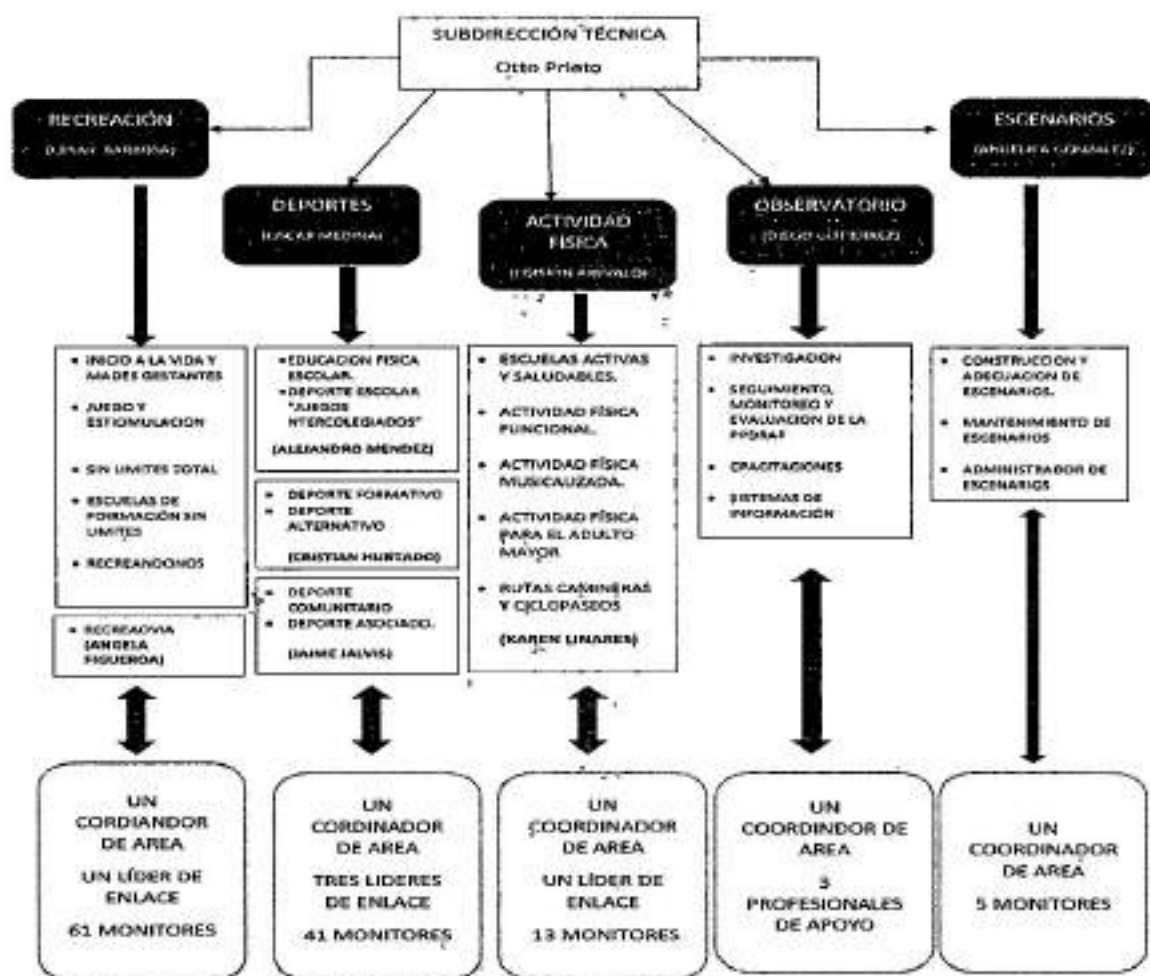 SUBDIRECCIÓN TÉCNICA
Otto Prieto
RECREACIÓN
ESCENARIOS
DEPORTES
(OSCAR MEDINA)
ACTIVIDAD
FÍSICA
OBSERVATORIO
• INICIO A LA VIDA Y
MADES GESTANTES
• JUEGO Y
ESTIOMULACIÓN
• SIN LIMITES TOTAL
• ESCUELAS DE
FORMACIÓN SIN
LIMITES
• RECREANDONOS
• RECREAOVIA
(ANGELA
FIGUEROA)
• EDUCACION FISICA
ESCOLAR.
• DEPORTE ESCOLAR
"JUEGOS
NTERCOLEGIADOS"
(ALEJANDRO MENDEZ)
• DEPORTE FORMATIVO
• DEPORTE
ALTERNATIVO
(CRISTIAN HURTADO)
• DEPORTE
COMUNITARIO
• DEPORTE ASOCIADO.
(JAIME JALVIS)
• ESCUELAS ACTIVAS
Y SALUDABLES.
• ACTIVIDAD FÍSICA
FUNCIONAL.
• ACTIVIDAD FÍSICA
MUSICALIZADA.
• ACTIVIDAD FÍSICA
PARA EL ADULTO
MAYOR
• RUTAS CAMINERAS
Y CICLOPASEOS
(KAREN LINARES)
• INVESTIGACION
• SEGUIMIENTO,
MONITOREO Y
EVALUACION DE LA
• CPACITACIONES
• SISTEMAS DE
INFORMACIÓN
• CONSTRUCCION Y
ADECUACION DE
ESCENARIOS.
• MANTENIMIENTO DE
ESCENARIOS
• ADMINISTRADOR DE
ESCENARIOS
UN
CORDIANDOR
DE AREA
UN LÍDER DE
ENLACE
61 MONITORES
UN
CORDINADOR
DE AREA
TRES LIDERES
DE ENLACE
41 MONITORES
UN
COORDINADOR
DE AREA
UN LÍDER DE
ENLACE
13 MONITORES
UN
COORDINDOR DE
AREA
3
PROFESIONALES
DE APOYO
UN
COORDINADOR
DE AREA
5 MONITORES